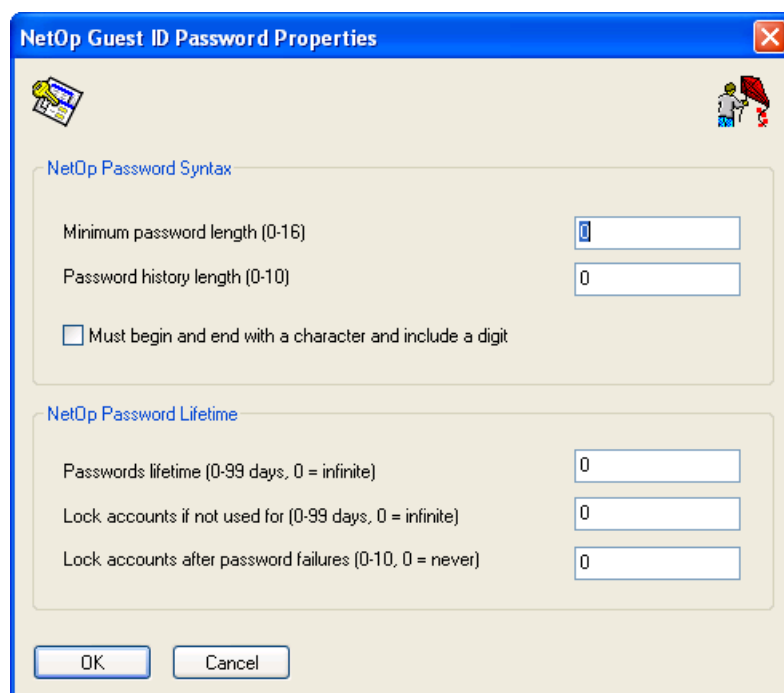 NetOp Guest ID Password Properties
NetOp Password Syntax
Minimum password length (0-16)
0
Password history length (0-10)
0
Must begin and end with a character and include a digit
NetOp Password Lifetime
Passwords lifetime (0-99 days, 0 = infinite)
0
Lock accounts if not used for (0-99 days, 0 = infinite)
0
Lock accounts after password failures (0-10, 0 = never)
0
OK
Cancel